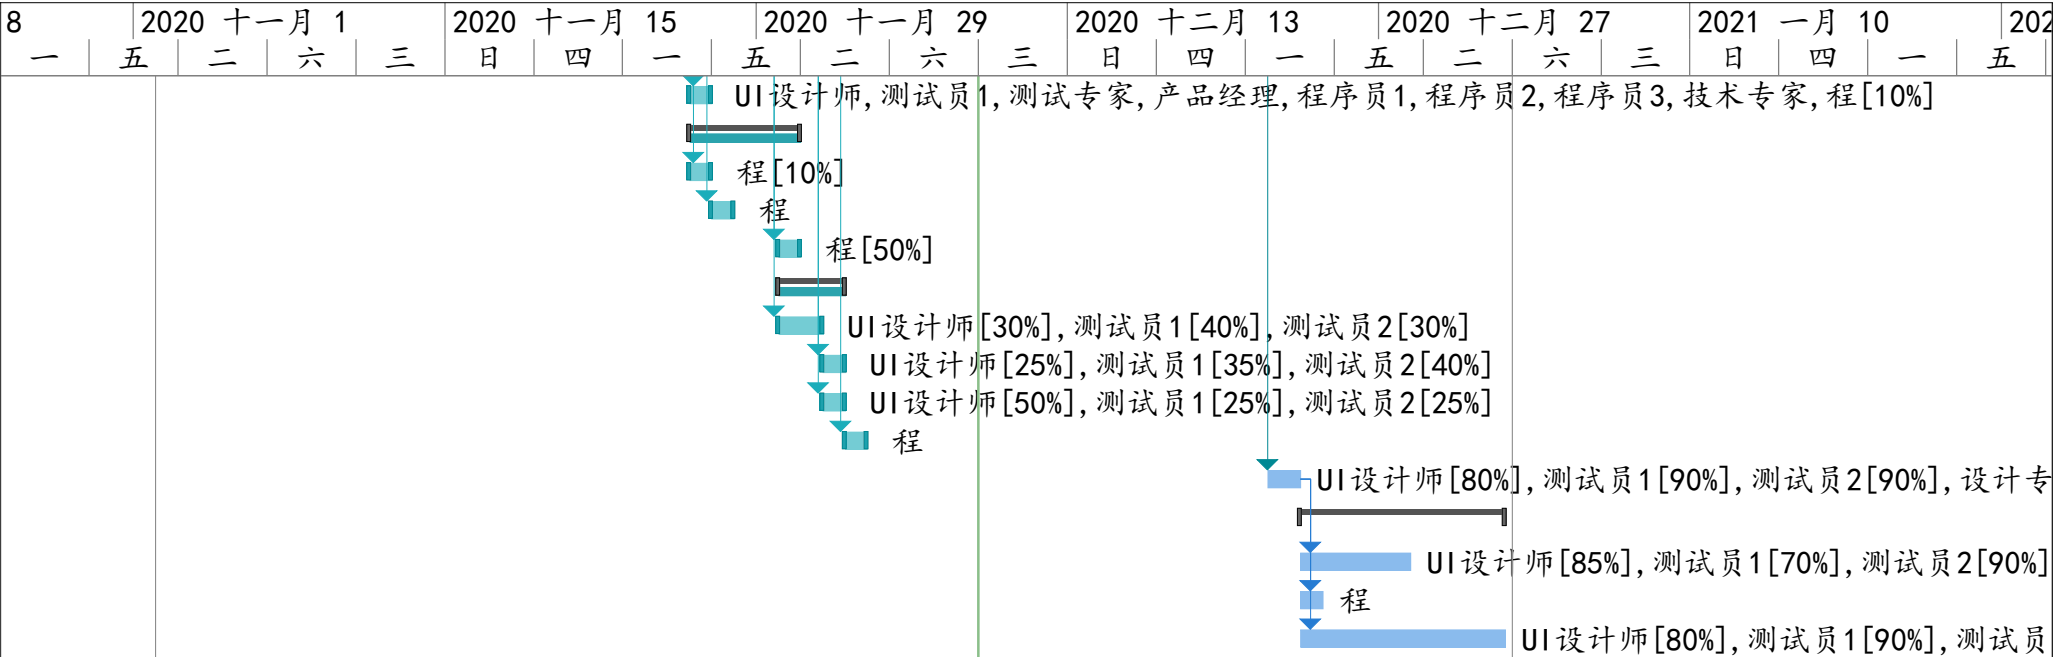 8 2020 十一月 1 2020 十一月 15 2020 十一月 29 2020 十二月 13 2020 十二月 27 2021 一月 10 202
一 五 二 六 三 日 四 一 五 二 六 三 日 四 一 五 二 六 三 日 四 一 五
UI设计师,测试员1,测试专家,产品经理,程序员1,程序员2,程序员3,技术专家,程[10%]
程[10%]
程
程[50%]
UI设计师[30%],测试员1[40%],测试员2[30%]
UI设计师[25%],测试员1[35%],测试员2[40%]
UI设计师[50%],测试员1[25%],测试员2[25%]
程
UI设计师[80%],测试员1[90%],测试员2[90%],设计专
UI设计师[85%],测试员1[70%],测试员2[90%]
程
UI设计师[80%],测试员1[90%],测试员